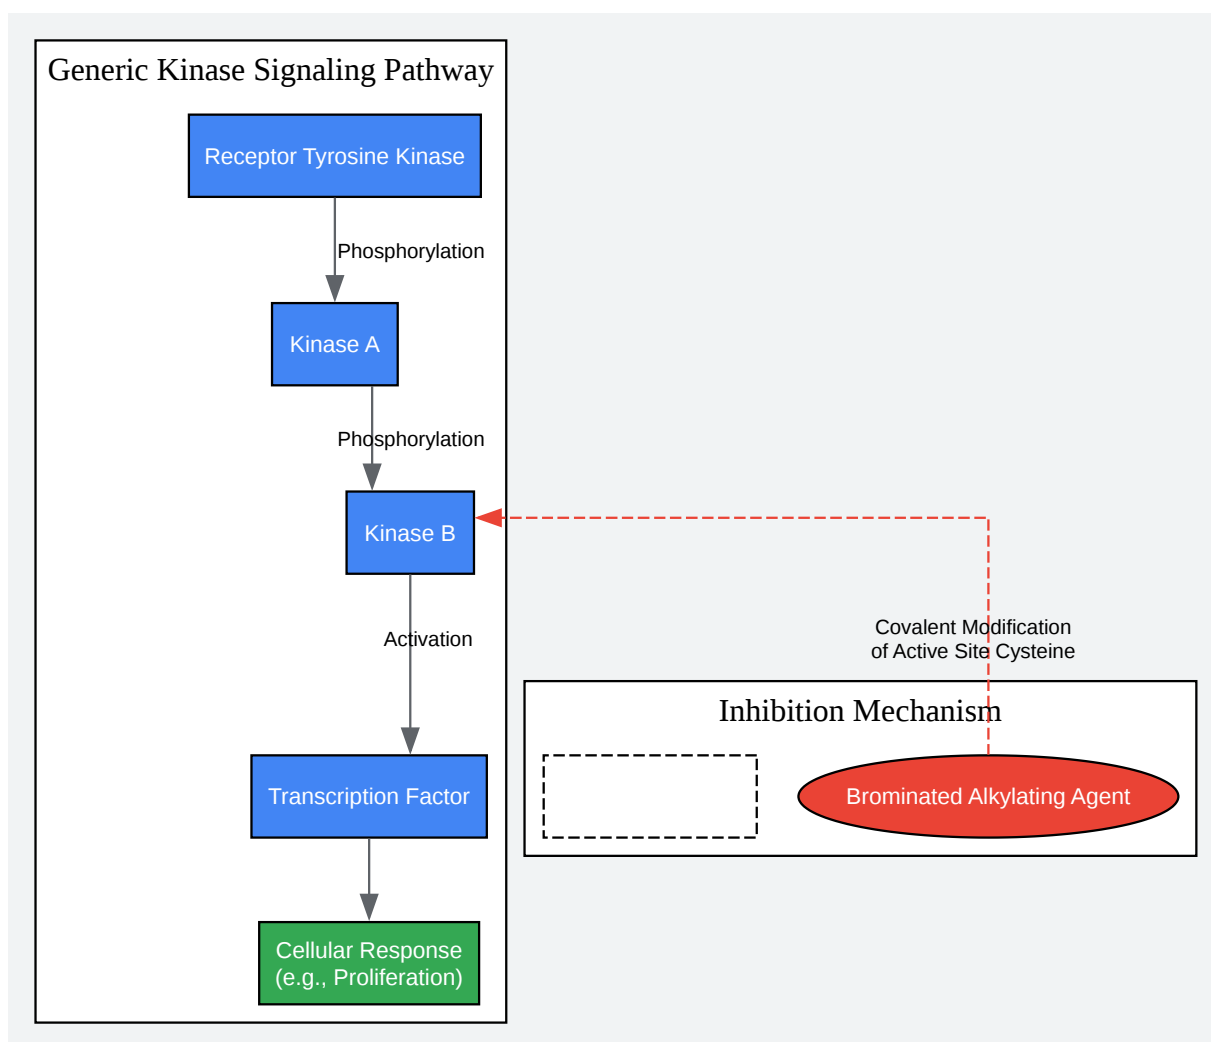 Generic Kinase Signaling Pathway
Receptor Tyrosine Kinase
Phosphorylation
Kinase A
Phosphorylation
Kinase B
Activation
Transcription Factor
Cellular Response
(e.g., Proliferation)
Covalent Modification
of Active Site Cysteine
Inhibition Mechanism
Brominated Alkylating Agent